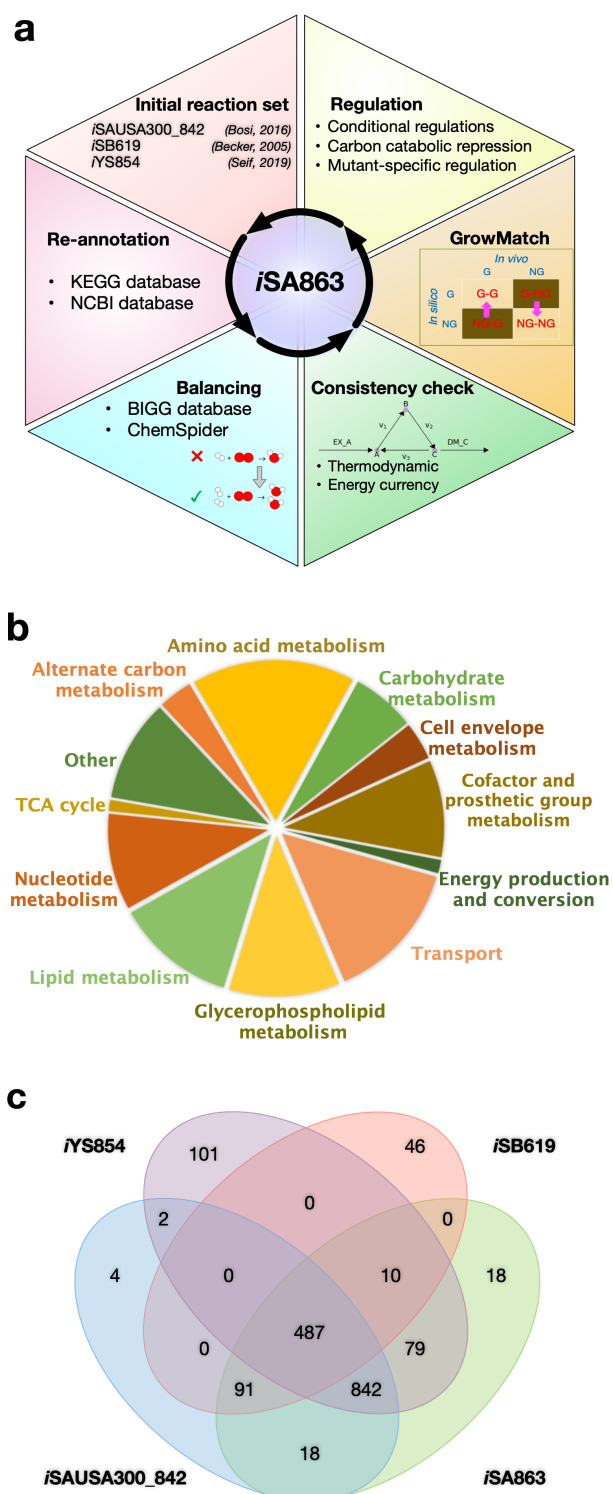 a
Initial reaction set
iSAUSA300_842 (Bosi, 2016)
iSB619 (Becker, 2005)
iYS854 (Seif, 2019)
Regulation
• Conditional regulations
• Carbon catabolic repression
• Mutant-specific regulation
Re-annotation
• KEGG database
• NCBI database
iSA863
GrowMatch
In vivo
G NG
In silico
G G-G G-NG
NG NG-G NG-NG
Balancing
• BIGG database
• ChemSpider
✗ + →
✓ + →
Consistency check
B
v1 v2
EX_A DM_C
A v3 C
• Thermodynamic
• Energy currency
b
Amino acid metabolism
Alternate carbon
metabolism
Carbohydrate
metabolism
Cell envelope
metabolism
Other
Cofactor and
prosthetic group
metabolism
TCA cycle
Nucleotide
metabolism
Energy production
and conversion
Transport
Lipid metabolism
Glycerophospholipid
metabolism
c
iYS854 iSB619
101 46
2 0 0
4 0 10 18
487
0 79
91 842
18
iSAUSA300_842 iSA863